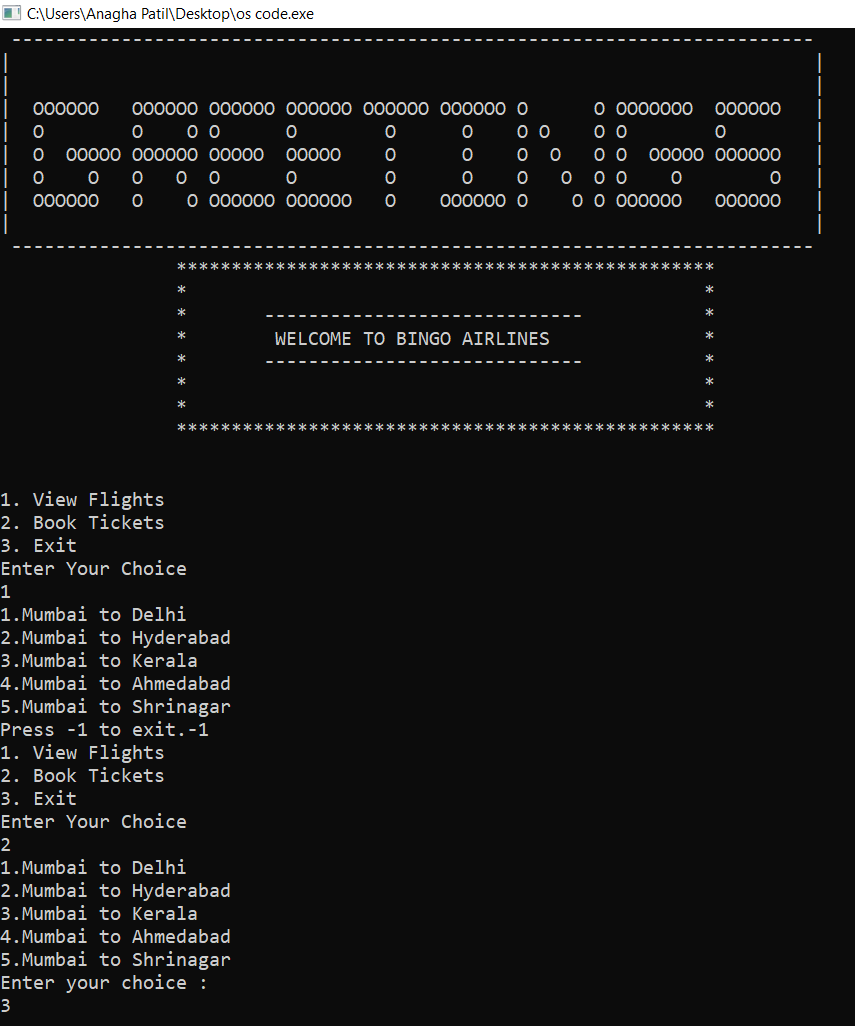 C:\Users\Anagha Patil\Desktop\os code.exe
GREETINGS
WELCOME TO BINGO AIRLINES
1. View Flights
2. Book Tickets
3. Exit
Enter Your Choice
1
1.Mumbai to Delhi
2.Mumbai to Hyderabad
3.Mumbai to Kerala
4.Mumbai to Ahmedabad
5.Mumbai to Shrinagar
Press -1 to exit.-1
1. View Flights
2. Book Tickets
3. Exit
Enter Your Choice
2
1.Mumbai to Delhi
2.Mumbai to Hyderabad
3.Mumbai to Kerala
4.Mumbai to Ahmedabad
5.Mumbai to Shrinagar
Enter your choice :
3